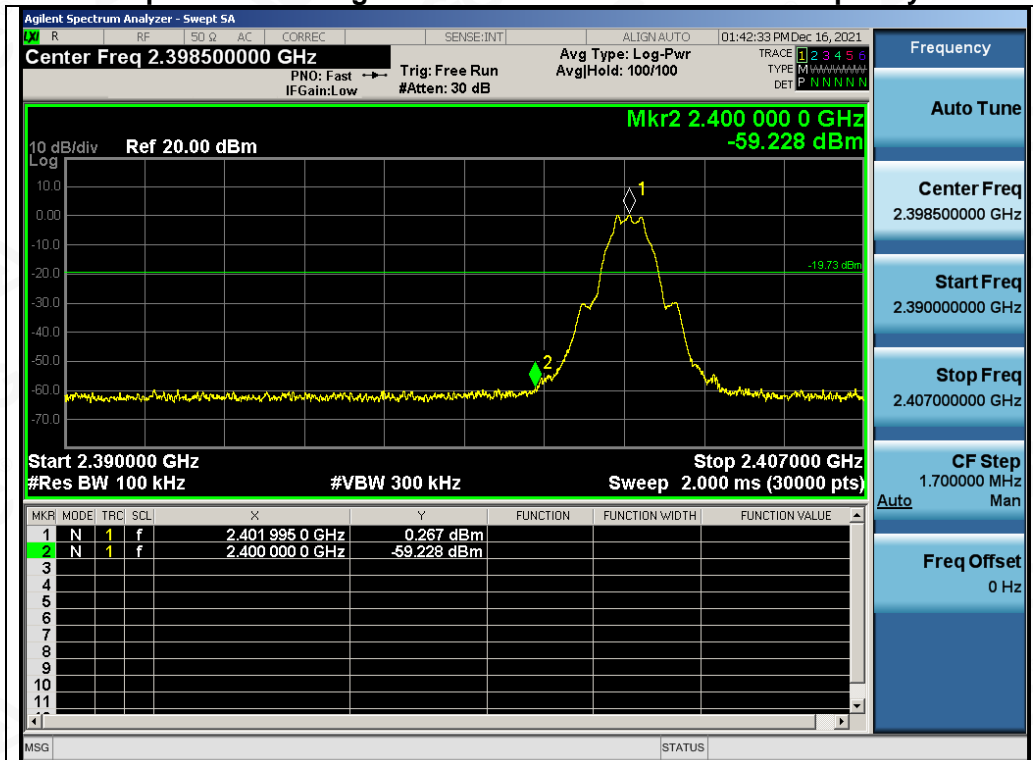 Agilent Spectrum Analyzer - Swept SA
LXI R RF 50 Ω AC CORREC SENSE:INT ALIGN AUTO 01:42:33 PM Dec 16, 2021
Center Freq 2.398500000 GHz
PNO: Fast
IFGain:Low
Trig: Free Run
#Atten: 30 dB
Avg Type: Log-Pwr
Avg|Hold: 100/100
TRACE 1 2 3 4 5 6
TYPE M WWWWW
DET P N N N N N
Mkr2 2.400 000 0 GHz
-59.228 dBm
10 dB/div Ref 20.00 dBm
Log
10.0
0.00
-10.0
-20.0
-30.0
-40.0
-50.0
-60.0
-70.0
1
-19.73 dBm
2
Start 2.390000 GHz Stop 2.407000 GHz
#Res BW 100 kHz #VBW 300 kHz Sweep 2.000 ms (30000 pts)
MKR MODE TRC SCL X Y FUNCTION FUNCTION WIDTH FUNCTION VALUE
1 N 1 f 2.401 995 0 GHz 0.267 dBm
2 N 1 f 2.400 000 0 GHz -59.228 dBm
3
4
5
6
7
8
9
10
11
MSG STATUS
Frequency
Auto Tune
Center Freq
2.398500000 GHz
Start Freq
2.390000000 GHz
Stop Freq
2.407000000 GHz
CF Step
1.700000 MHz
Auto Man
Freq Offset
0 Hz